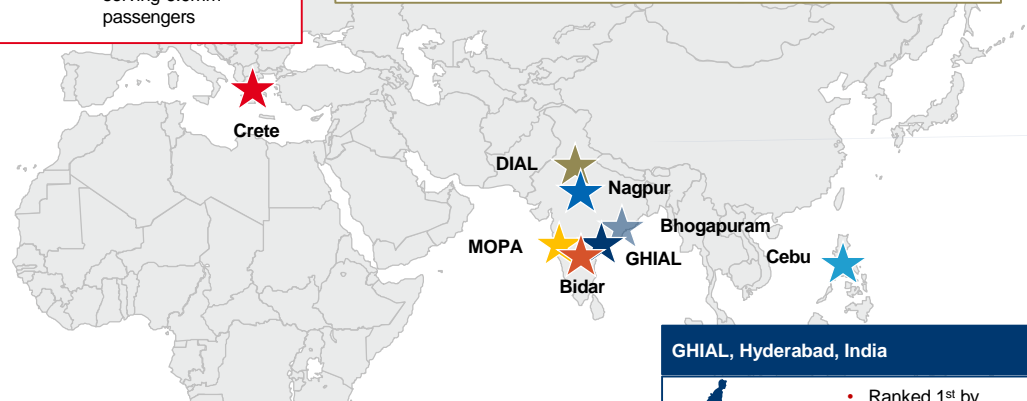 passengers
Crete
DIAL
Nagpur
Bhogapuram
MOPA
GHIAL
Cebu
Bidar
GHIAL, Hyderabad, India
• Ranked 1st by